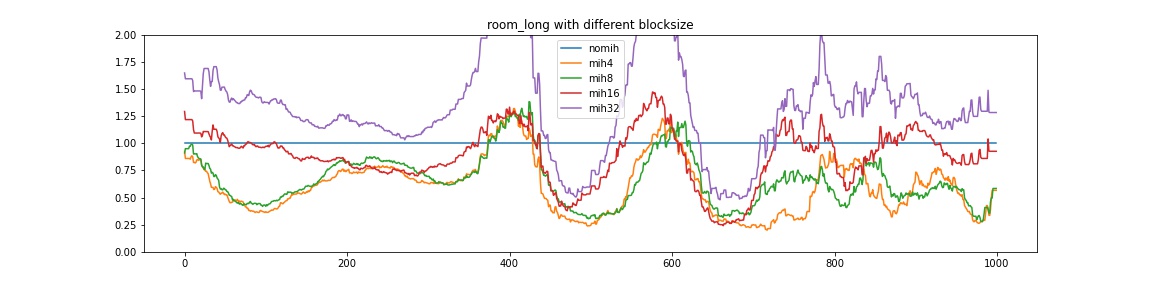 room_long with different blocksize
2.00
1.75
1.50
1.25
1.00
0.75
0.50
0.25
0.00
nomih
mih4
mih8
mih16
mih32
0 200 400 600 800 1000